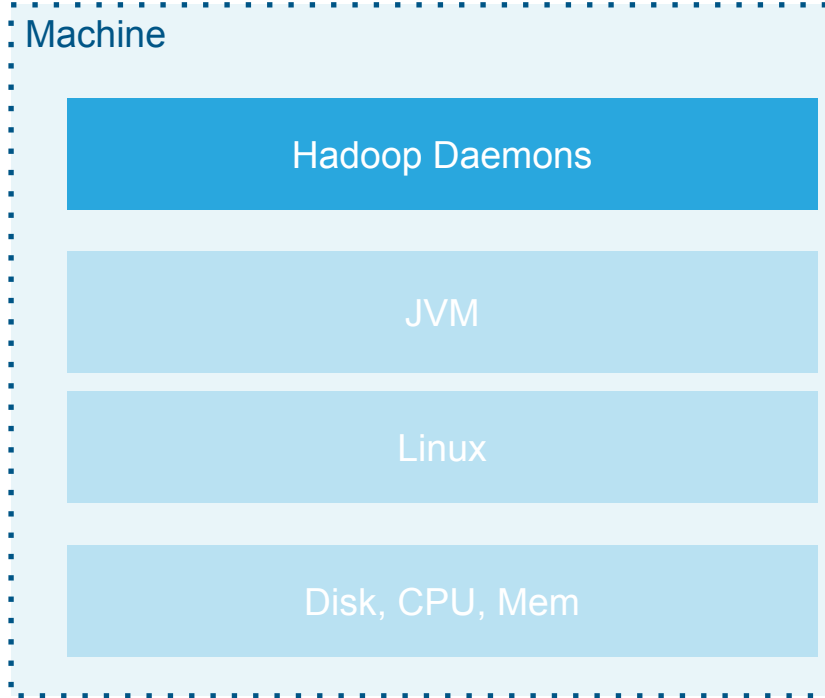 Machine
Hadoop Daemons
JVM
Linux
Disk, CPU, Mem